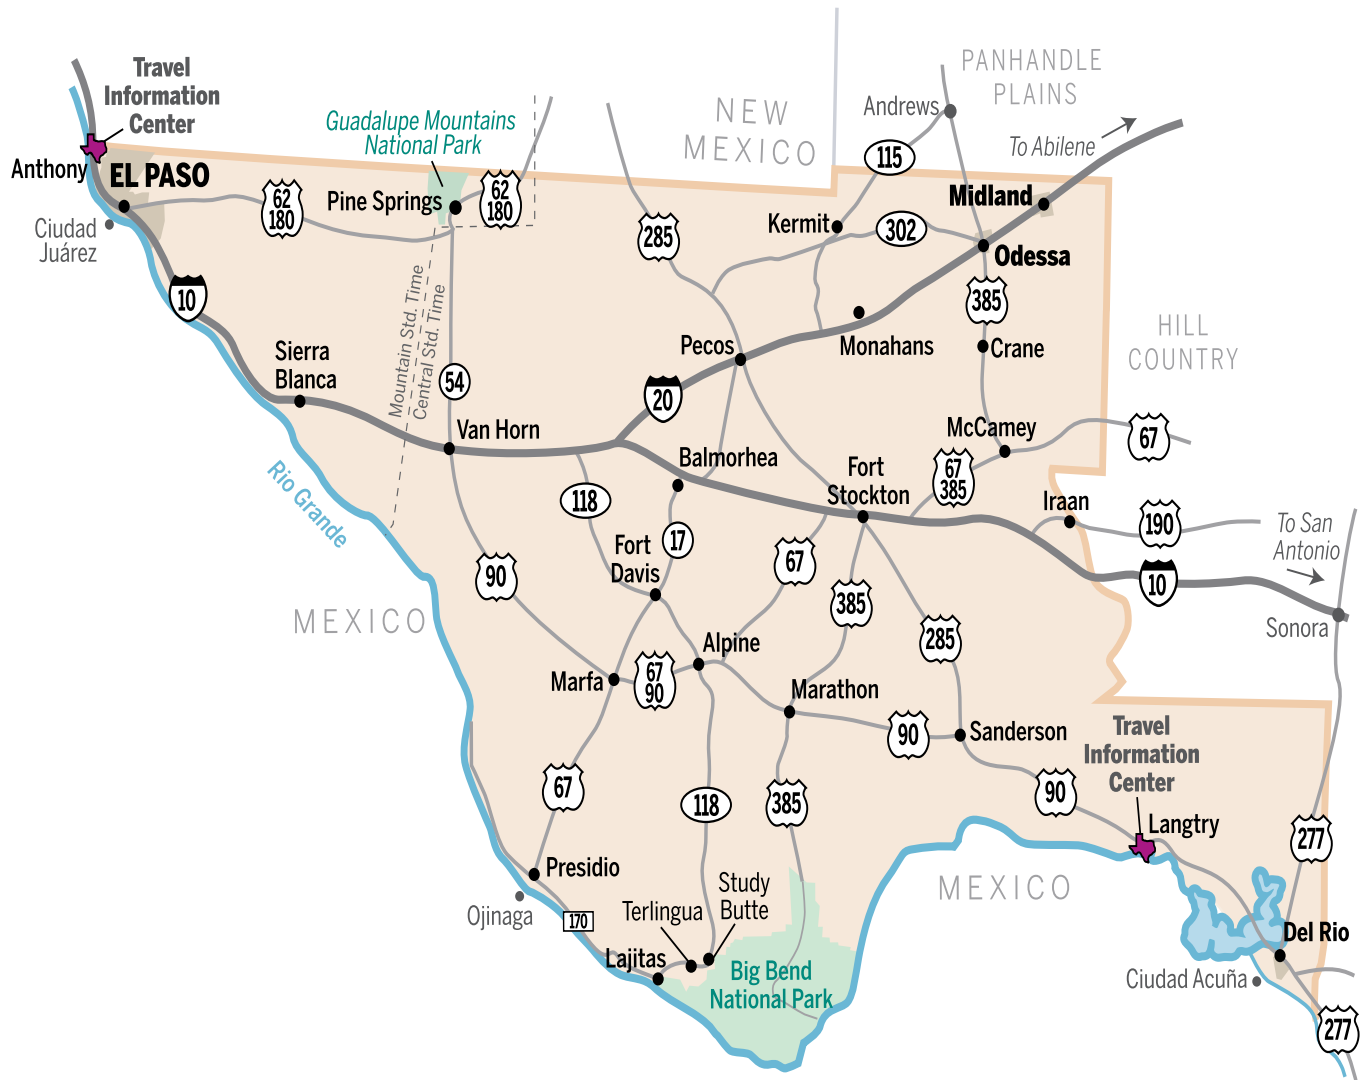 Travel
Information
Center
Anthony
EL PASO
Ciudad
Juárez
Guadalupe Mountains
National Park
Pine Springs
62
180
62
180
NEW
MEXICO
PANHANDLE
PLAINS
Andrews
To Abilene
115
Midland
Kermit
302
285
Odessa
10
385
Mountain Std. Time
Central Std. Time
HILL
COUNTRY
Sierra
Blanca
Pecos
Monahans
Crane
54
20
Van Horn
McCamey
67
Balmorhea
Fort
Stockton
67
385
Rio Grande
118
Iraan
190
To San
Antonio
17
Fort
Davis
67
90
10
385
MEXICO
285
Sonora
Alpine
Marfa
67
90
Marathon
90
Sanderson
Travel
Information
Center
67
118
385
90
Langtry
277
Presidio
Study
Butte
Terlingua
MEXICO
Ojinaga
170
Lajitas
Del Rio
Big Bend
National Park
Ciudad Acuña
277